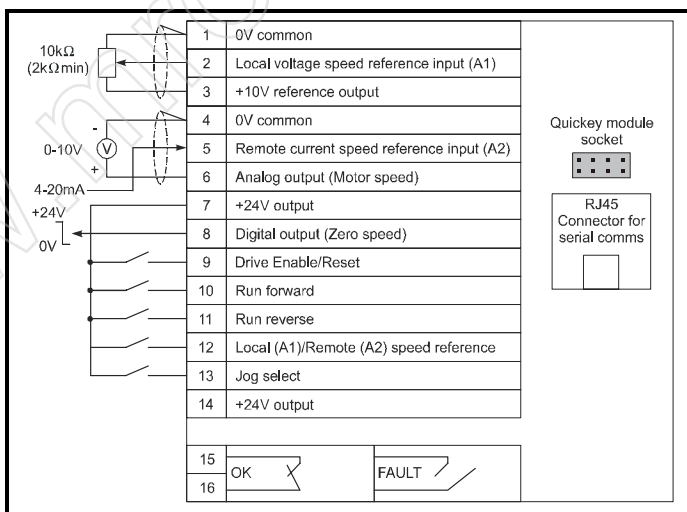 10kΩ
(2kΩ min)
0-10V
-
V
+
4-20mA
+24V
0V
1 0V common
2 Local voltage speed reference input (A1)
3 +10V reference output
4 0V common
5 Remote current speed reference input (A2)
6 Analog output (Motor speed)
7 +24V output
8 Digital output (Zero speed)
9 Drive Enable/Reset
10 Run forward
11 Run reverse
12 Local (A1)/Remote (A2) speed reference
13 Jog select
14 +24V output
15
16
OK
FAULT
Quickey module
socket
RJ45
Connector for
serial comms